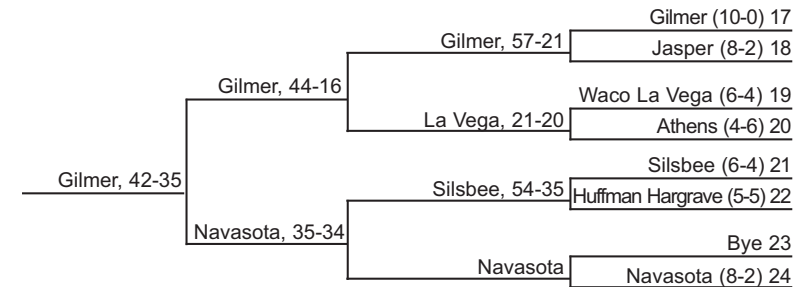 Gilmer (10-0) 17
Gilmer, 57-21
Jasper (8-2) 18
Gilmer, 44-16
Waco La Vega (6-4) 19
La Vega, 21-20
Athens (4-6) 20
Gilmer, 42-35
Silsbee (6-4) 21
Silsbee, 54-35
Huffman Hargrave (5-5) 22
Navasota, 35-34
Bye 23
Navasota
Navasota (8-2) 24